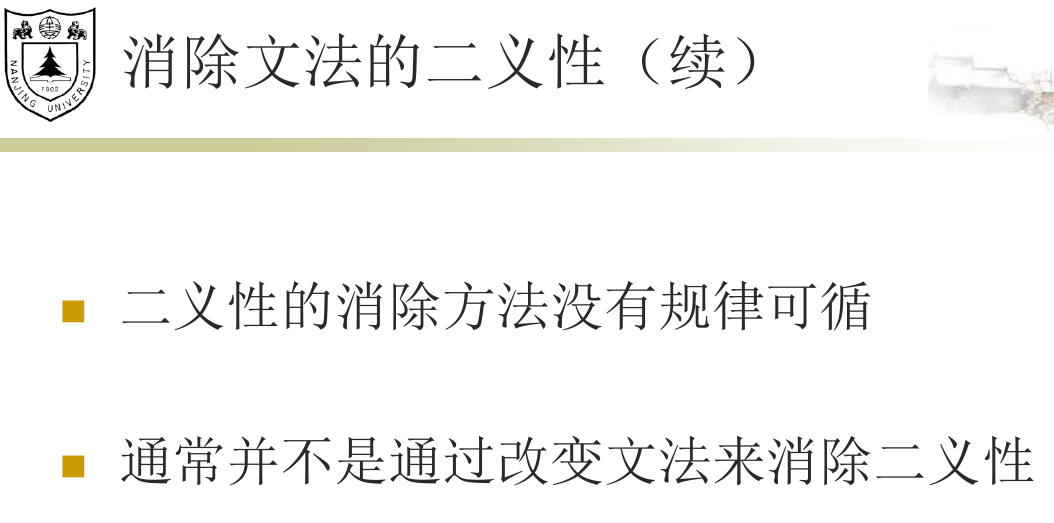 消除文法的二义性（续）
NANJING UNIVERSITY
1902
二义性的消除方法没有规律可循
通常并不是通过改变文法来消除二义性